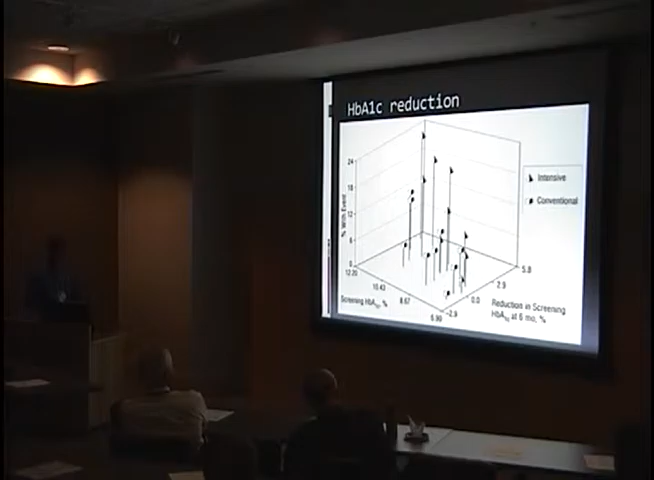 HbA1c reduction
24
18
12
6
0
% With Event
12.20
10.43
8.67
6.90
Screening HbA1c, %
-2.9
0.0
2.9
5.8
Reduction in Screening
HbA1c at 6 mo, %
Intensive
Conventional